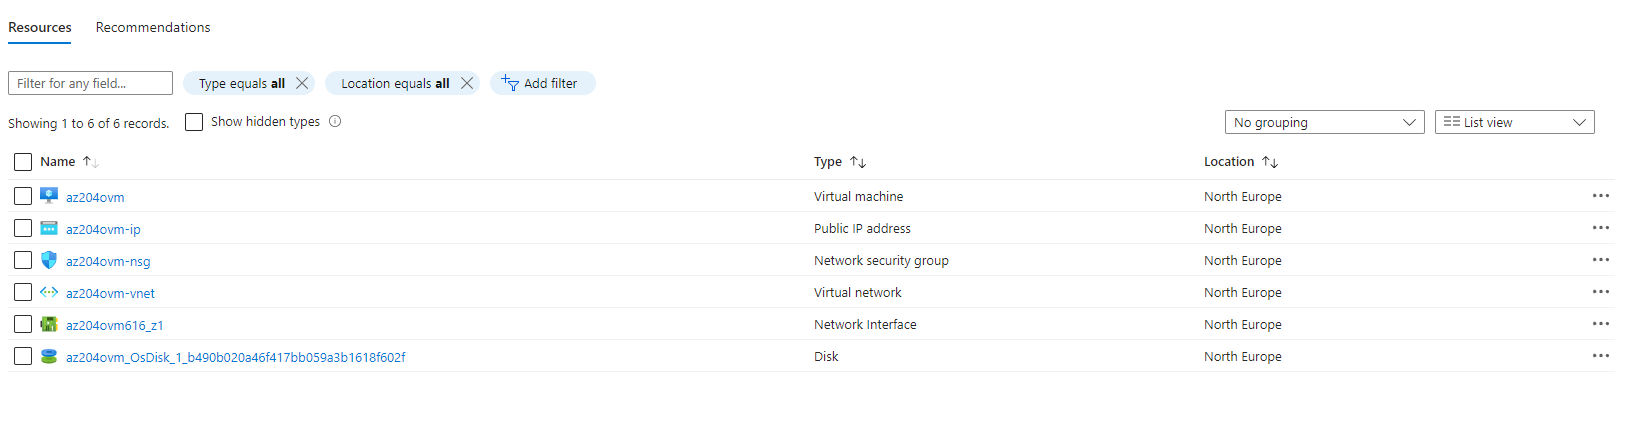 Resources Recommendations
Filter for any field... Type equals all Location equals all Add filter
Showing 1 to 6 of 6 records. Show hidden types No grouping List view
Name Type Location
az204ovm Virtual machine North Europe
az204ovm-ip Public IP address North Europe
az204ovm-nsg Network security group North Europe
az204ovm-vnet Virtual network North Europe
az204ovm616_z1 Network Interface North Europe
az204ovm_OsDisk_1_b490b020a46f417bb059a3b1618f602f Disk North Europe